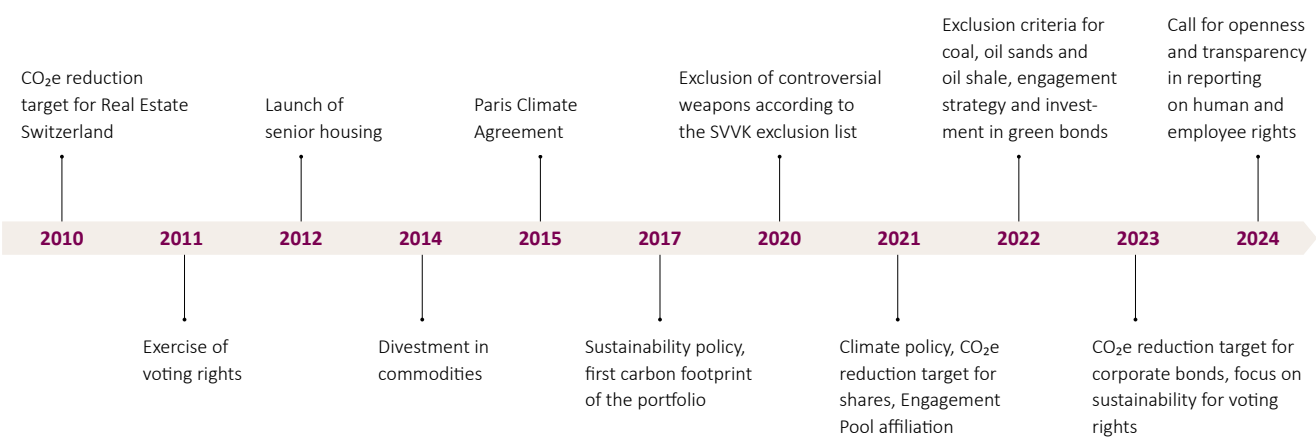 CO₂e reduction
target for Real Estate
Switzerland
Launch of
senior housing
Paris Climate
Agreement
Exclusion of controversial
weapons according to
the SVVK exclusion list
Exclusion criteria for
coal, oil sands and
oil shale, engagement
strategy and invest-
ment in green bonds
Call for openness
and transparency
in reporting
on human and
employee rights
2010 2011 2012 2014 2015 2017 2020 2021 2022 2023 2024
Exercise of
voting rights
Divestment in
commodities
Sustainability policy,
first carbon footprint
of the portfolio
Climate policy, CO₂e
reduction target for
shares, Engagement
Pool affiliation
CO₂e reduction target for
corporate bonds, focus on
sustainability for voting
rights